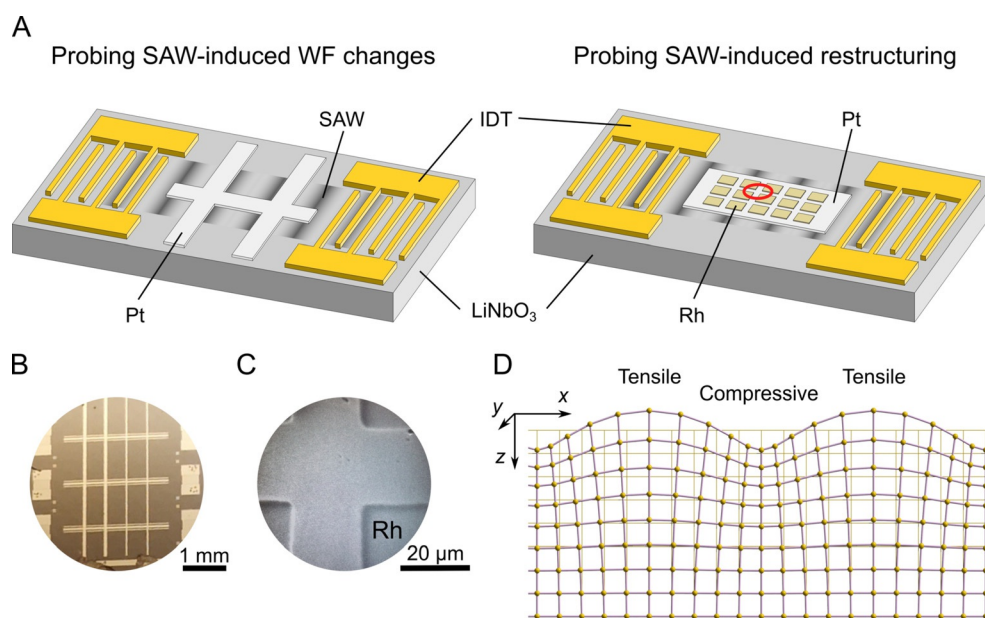 A
Probing SAW-induced WF changes
Probing SAW-induced restructuring
SAW
IDT
Pt
Pt
LiNbO₃
Rh
B
C
D
1 mm
Rh
20 µm
Tensile
Compressive
Tensile
x
y
z